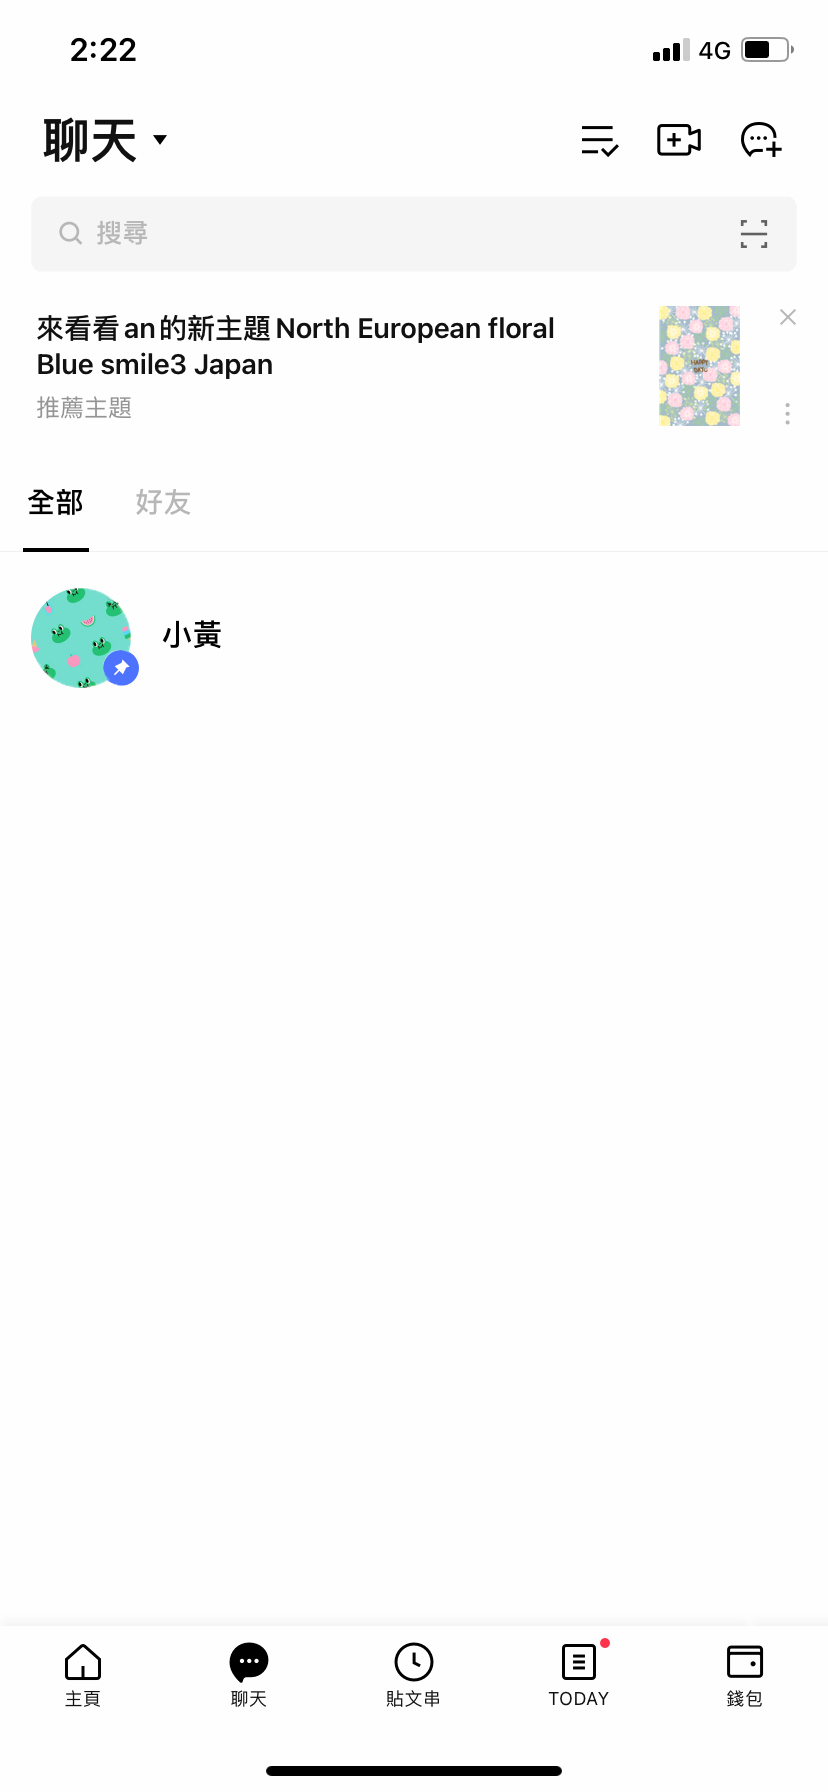 2:22
4G
聊天
搜尋
來看看an的新主題North European floral
Blue smile3 Japan
推薦主題
HAPPY
全部
好友
小黃
主頁
聊天
貼文串
TODAY
錢包